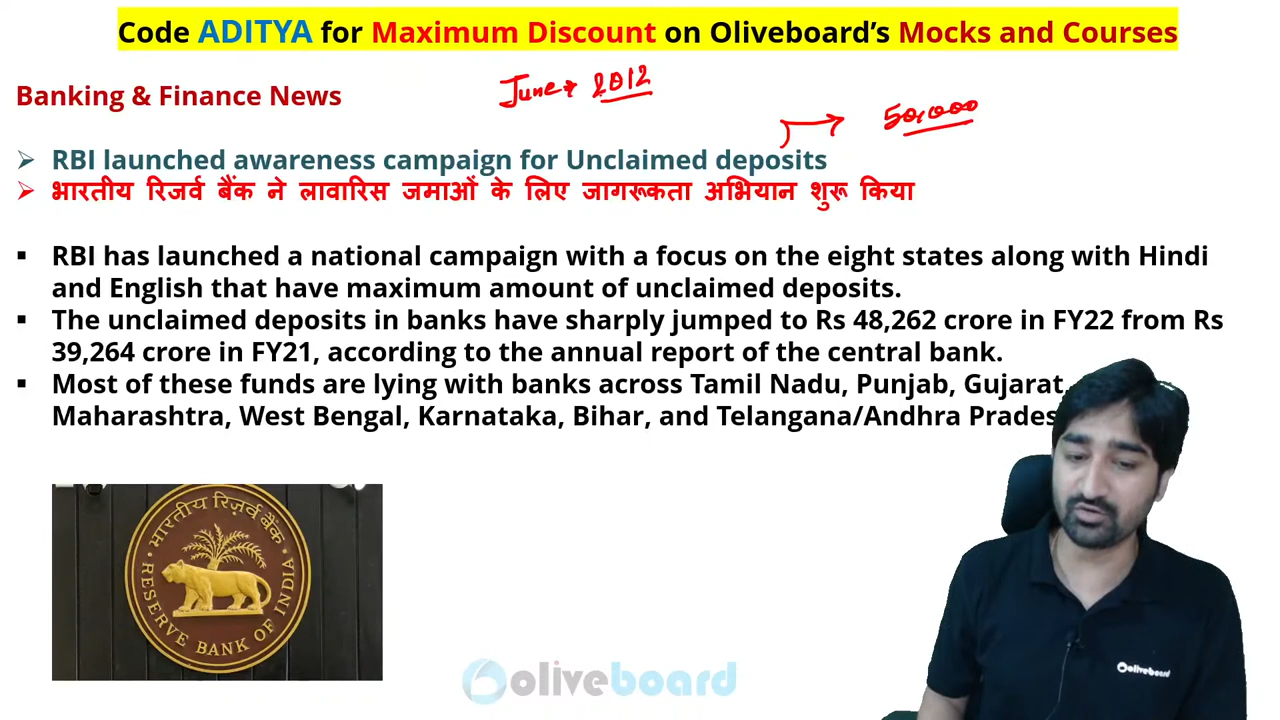 Code ADITYA for Maximum Discount on Oliveboard’s Mocks and Courses
June 2012
Banking & Finance News
50,000
➢ RBI launched awareness campaign for Unclaimed deposits
➢ भारतीय रिजर्व बैंक ने लावारिस जमाओं के लिए जागरूकता अभियान शुरू किया
▪ RBI has launched a national campaign with a focus on the eight states along with Hindi
and English that have maximum amount of unclaimed deposits.
▪ The unclaimed deposits in banks have sharply jumped to Rs 48,262 crore in FY22 from Rs
39,264 crore in FY21, according to the annual report of the central bank.
▪ Most of these funds are lying with banks across Tamil Nadu, Punjab, Gujarat,
Maharashtra, West Bengal, Karnataka, Bihar, and Telangana/Andhra Prades
भारतीय रिज़र्व बैंक
RESERVE BANK OF INDIA
oliveboard
oliveboard